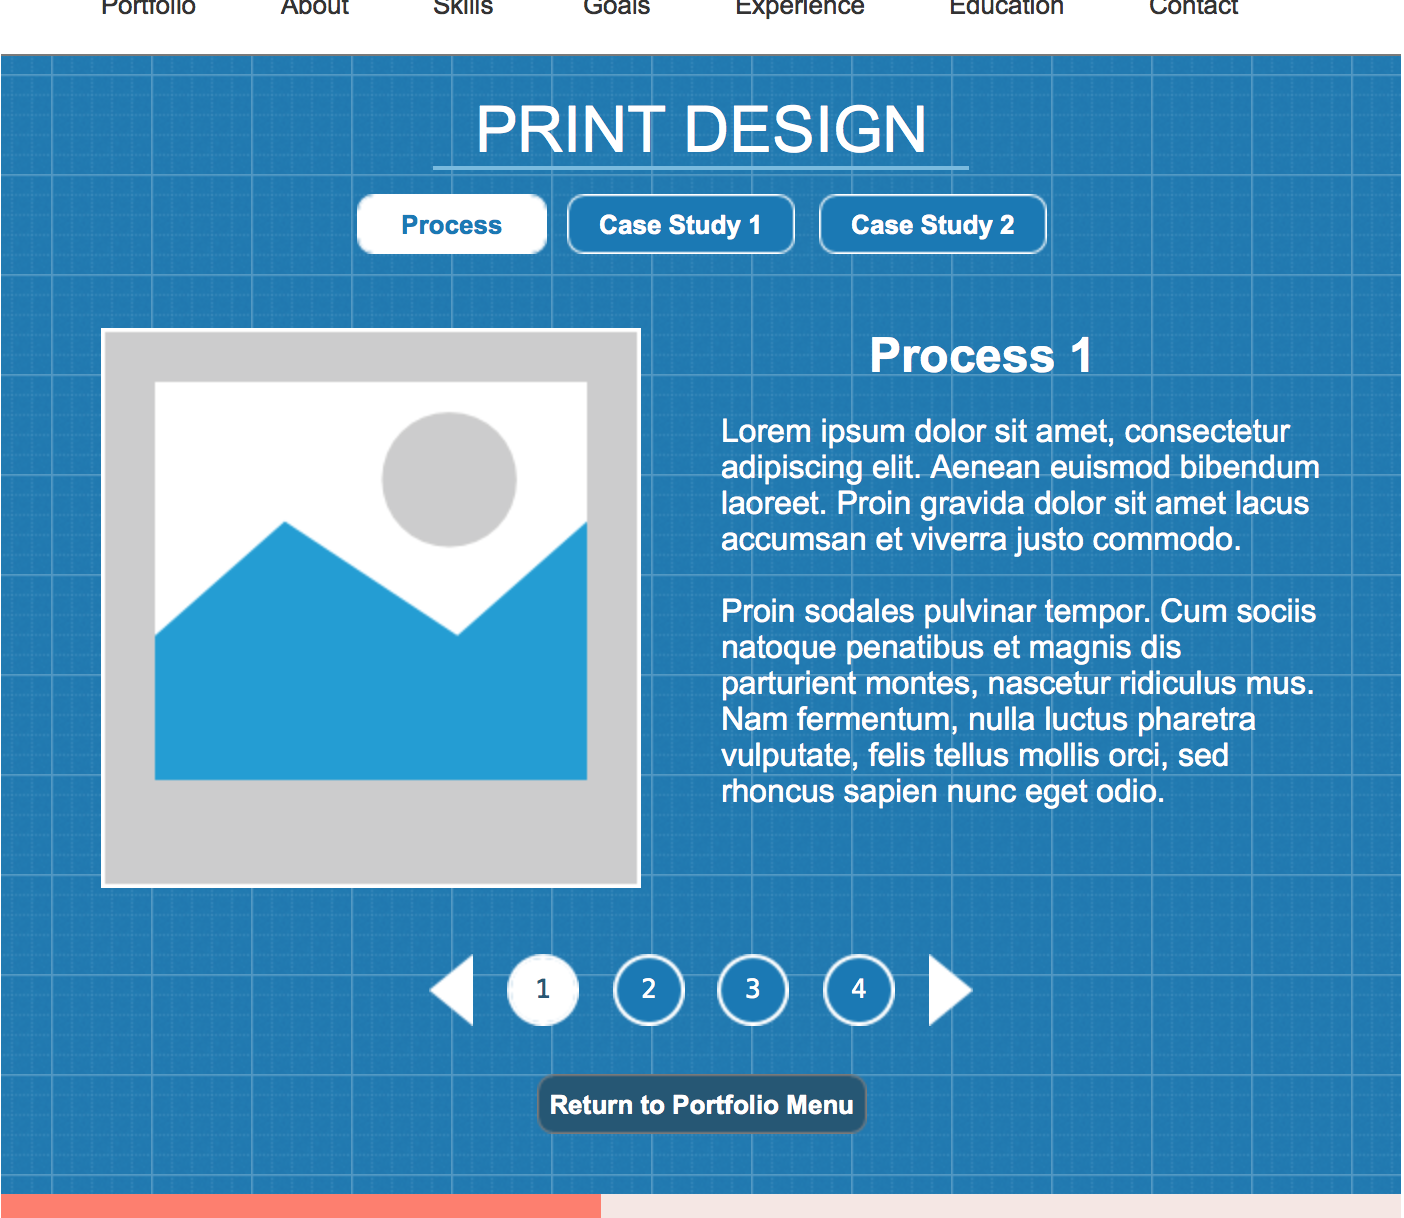 Portfolio About Skills Goals Experience Education Contact
PRINT DESIGN
Process Case Study 1 Case Study 2
Process 1
Lorem ipsum dolor sit amet, consectetur
adipiscing elit. Aenean euismod bibendum
laoreet. Proin gravida dolor sit amet lacus
accumsan et viverra justo commodo.
Proin sodales pulvinar tempor. Cum sociis
natoque penatibus et magnis dis
parturient montes, nascetur ridiculus mus.
Nam fermentum, nulla luctus pharetra
vulputate, felis tellus mollis orci, sed
rhoncus sapien nunc eget odio.
1 2 3 4
Return to Portfolio Menu